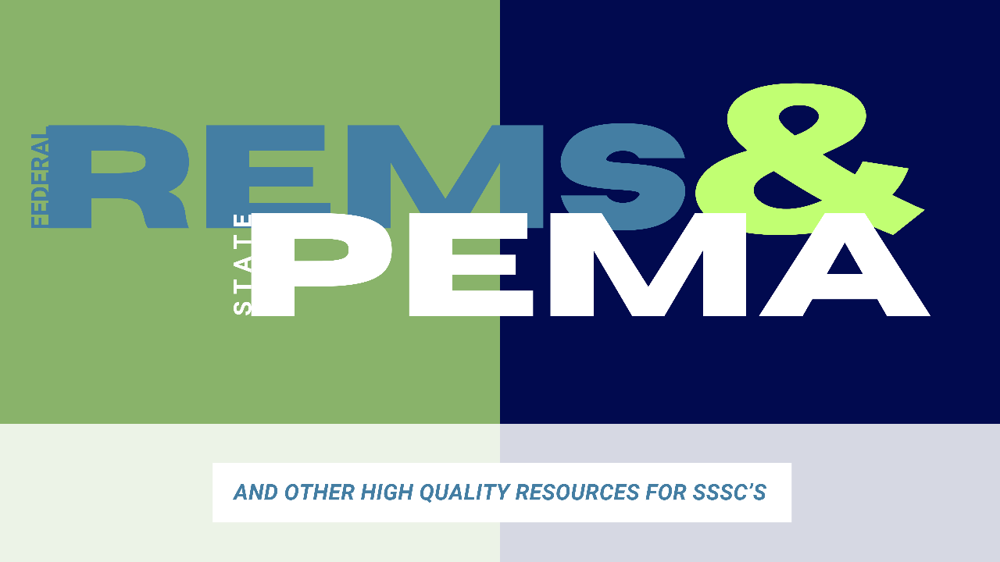 FEDERAL
REMS&
STATE
PEMA
AND OTHER HIGH QUALITY RESOURCES FOR SSSC’S